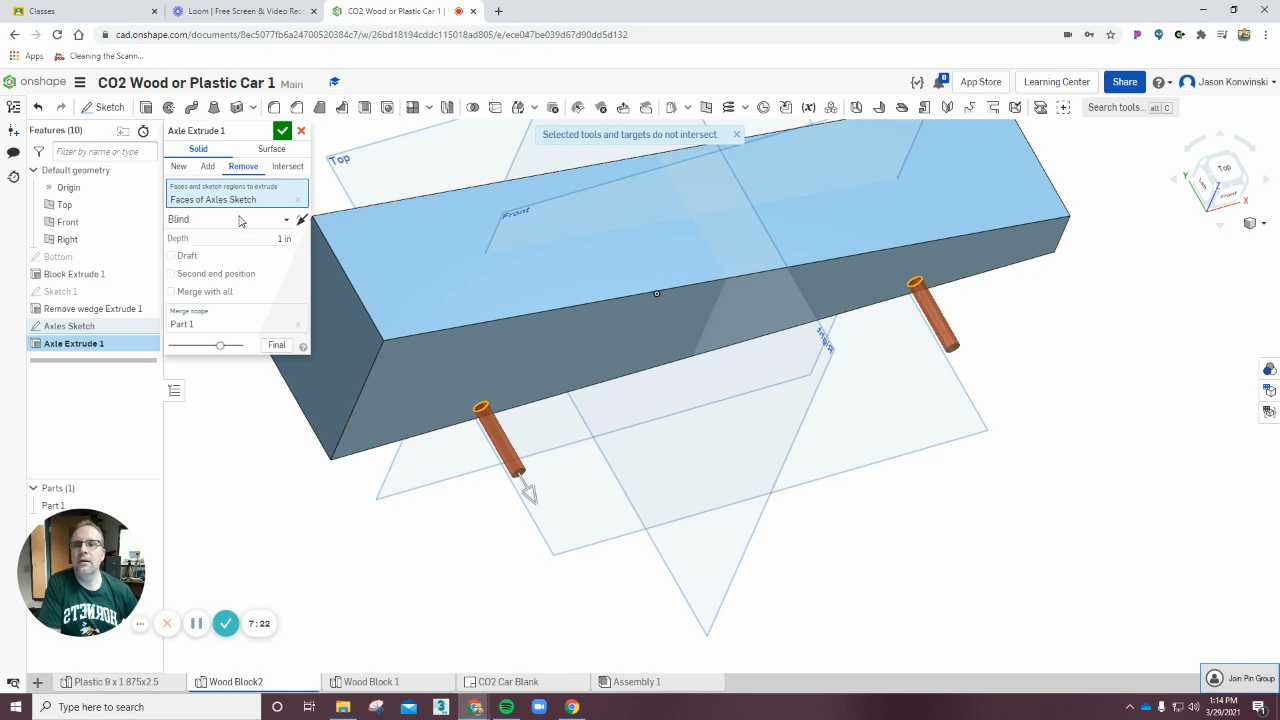 Classes
Loom | Free Screen & Video Rec
CO2 Wood or Plastic Car 1 |
cad.onshape.com/documents/8ec5077fb6a24700520384c7/w/26bd18194cddc115018ad805/e/ece047be039d67d90dd5d132
Apps
Cleaning the Scann...
onshape
CO2 Wood or Plastic Car 1 Main
8
App Store
Learning Center
Share
Jason Konwinski
Sketch
Search tools...
alt
C
Features (10)
Filter by name or type
Default geometry
Origin
Top
Front
Right
Bottom
Block Extrude 1
Sketch 1
Remove wedge Extrude 1
Axles Sketch
Axle Extrude 1
Axle Extrude 1
Solid
Surface
New
Add
Remove
Intersect
Faces and sketch regions to extrude
Faces of Axles Sketch
Blind
Depth
1 in
Draft
Second end position
Merge with all
Merge scope
Part 1
Final
Selected tools and targets do not intersect.
Top
Front
Right
Top
Front
Z
Y
X
Parts (1)
Part 1
HORNETS
7:22
Plastic 9 x 1.875x2.5
Wood Block2
Wood Block 1
CO2 Car Blank
Assembly 1
Join Pin Group
Type here to search
1:14 PM
3/29/2021